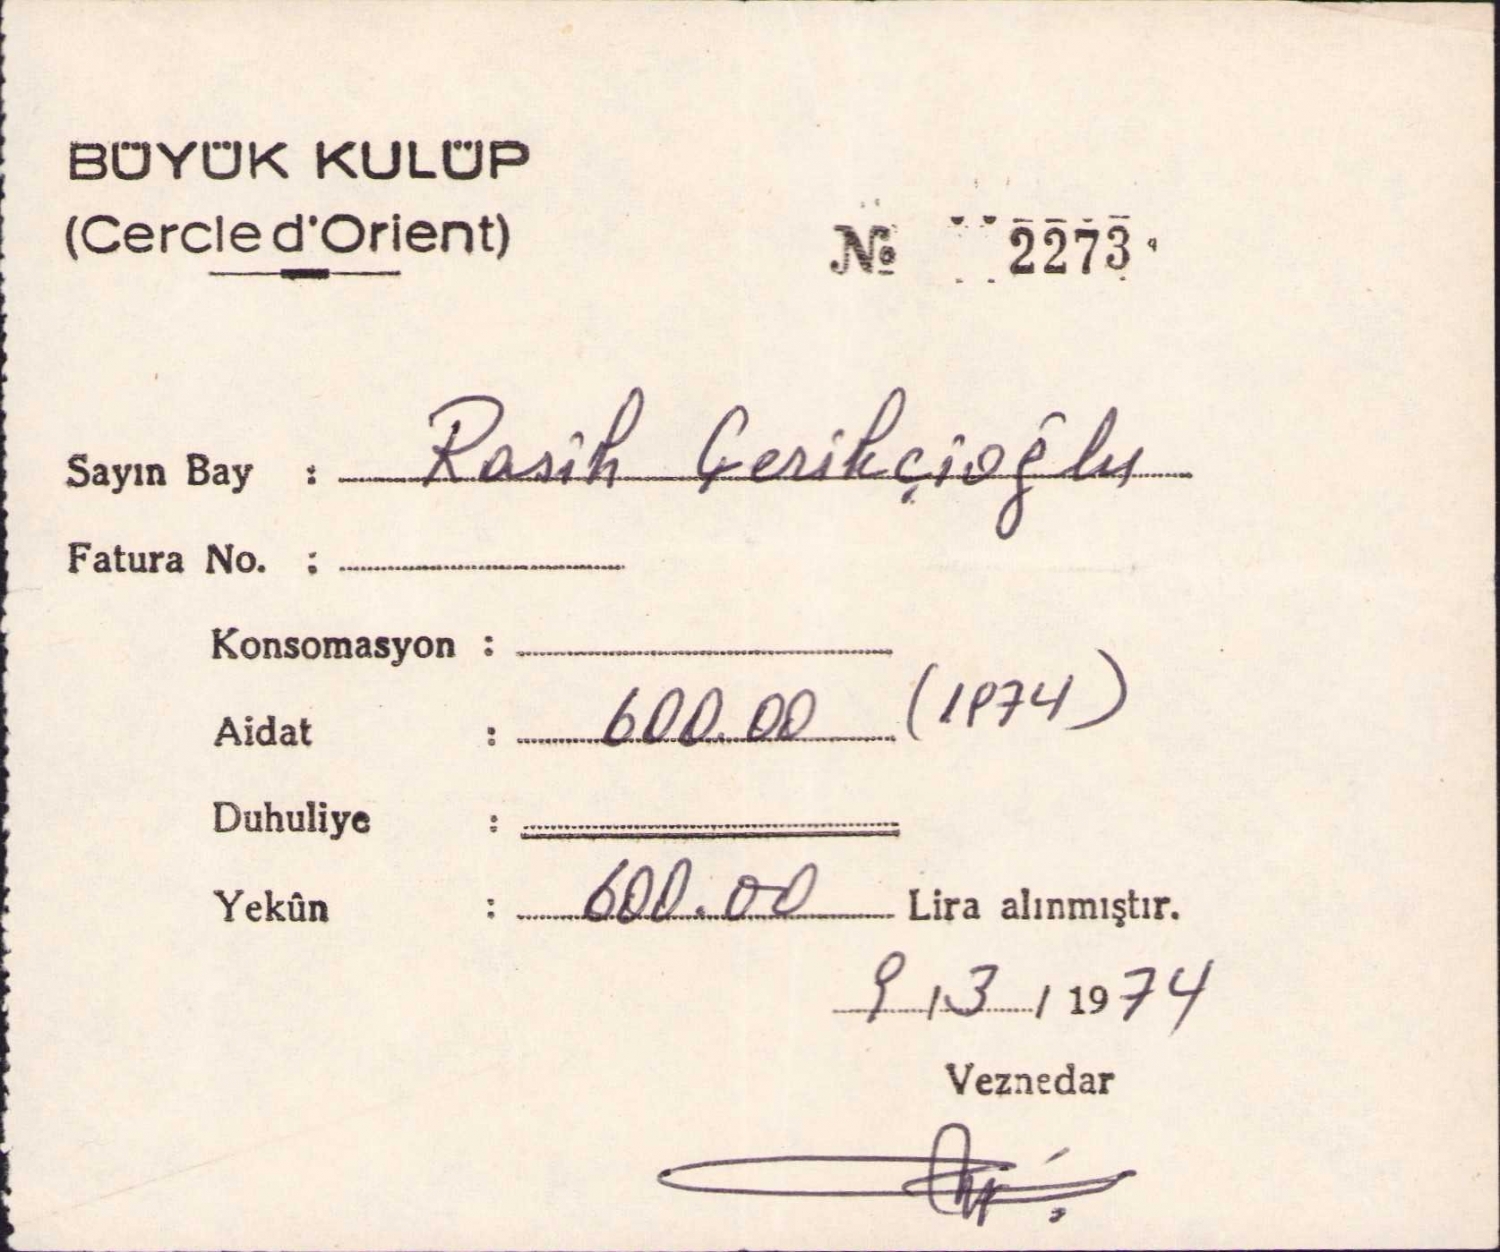 BÜYÜK KULÜP
(Cercle d'Orient)
№ 2273
Sayın Bay : Rasih Çerikçioğlu
Fatura No. :
Konsomasyon :
Aidat : 600.00 (1974)
Duhuliye :
Yekûn : 600.00 Lira alınmıştır.
9 / 3 / 1974
Veznedar